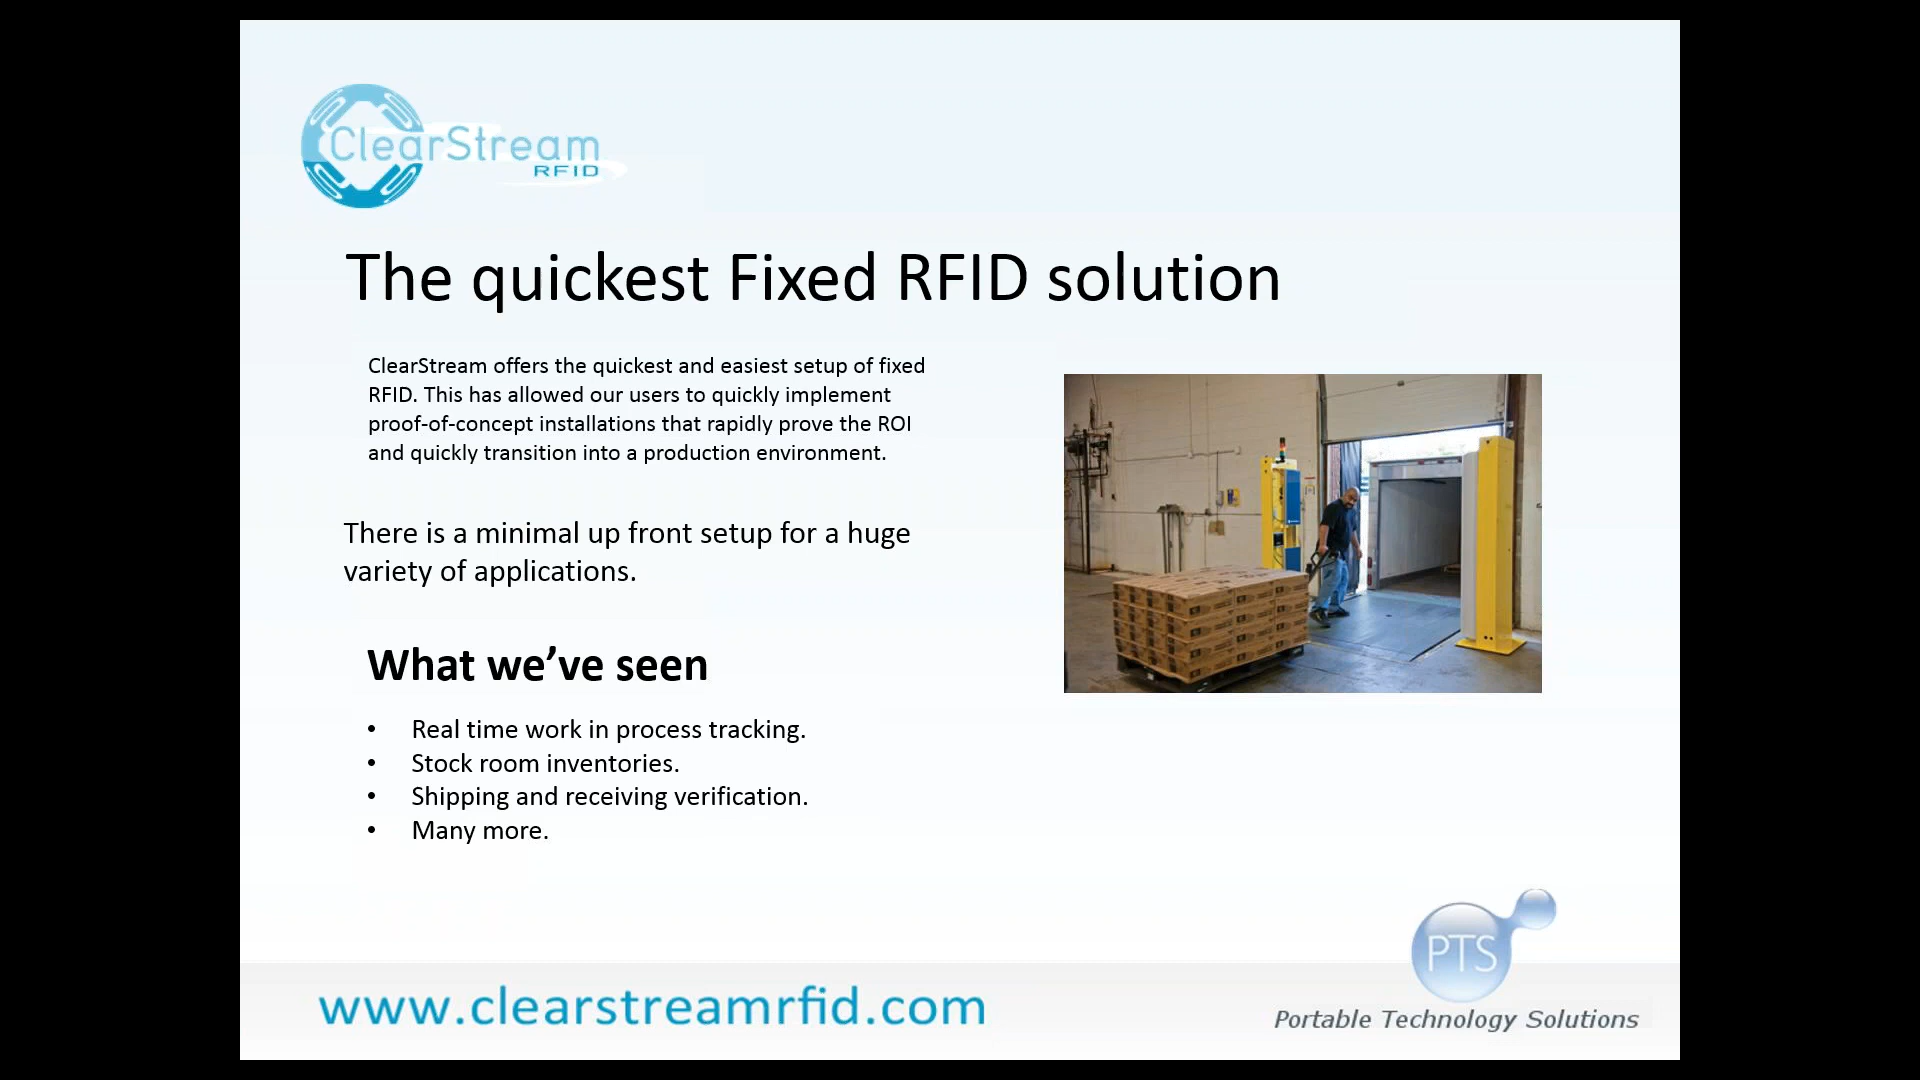 ClearStream
RFID
The quickest Fixed RFID solution
ClearStream offers the quickest and easiest setup of fixed
RFID. This has allowed our users to quickly implement
proof-of-concept installations that rapidly prove the ROI
and quickly transition into a production environment.
There is a minimal up front setup for a huge
variety of applications.
What we’ve seen
• Real time work in process tracking.
• Stock room inventories.
• Shipping and receiving verification.
• Many more.
www.clearstreamrfid.com
PTS
Portable Technology Solutions